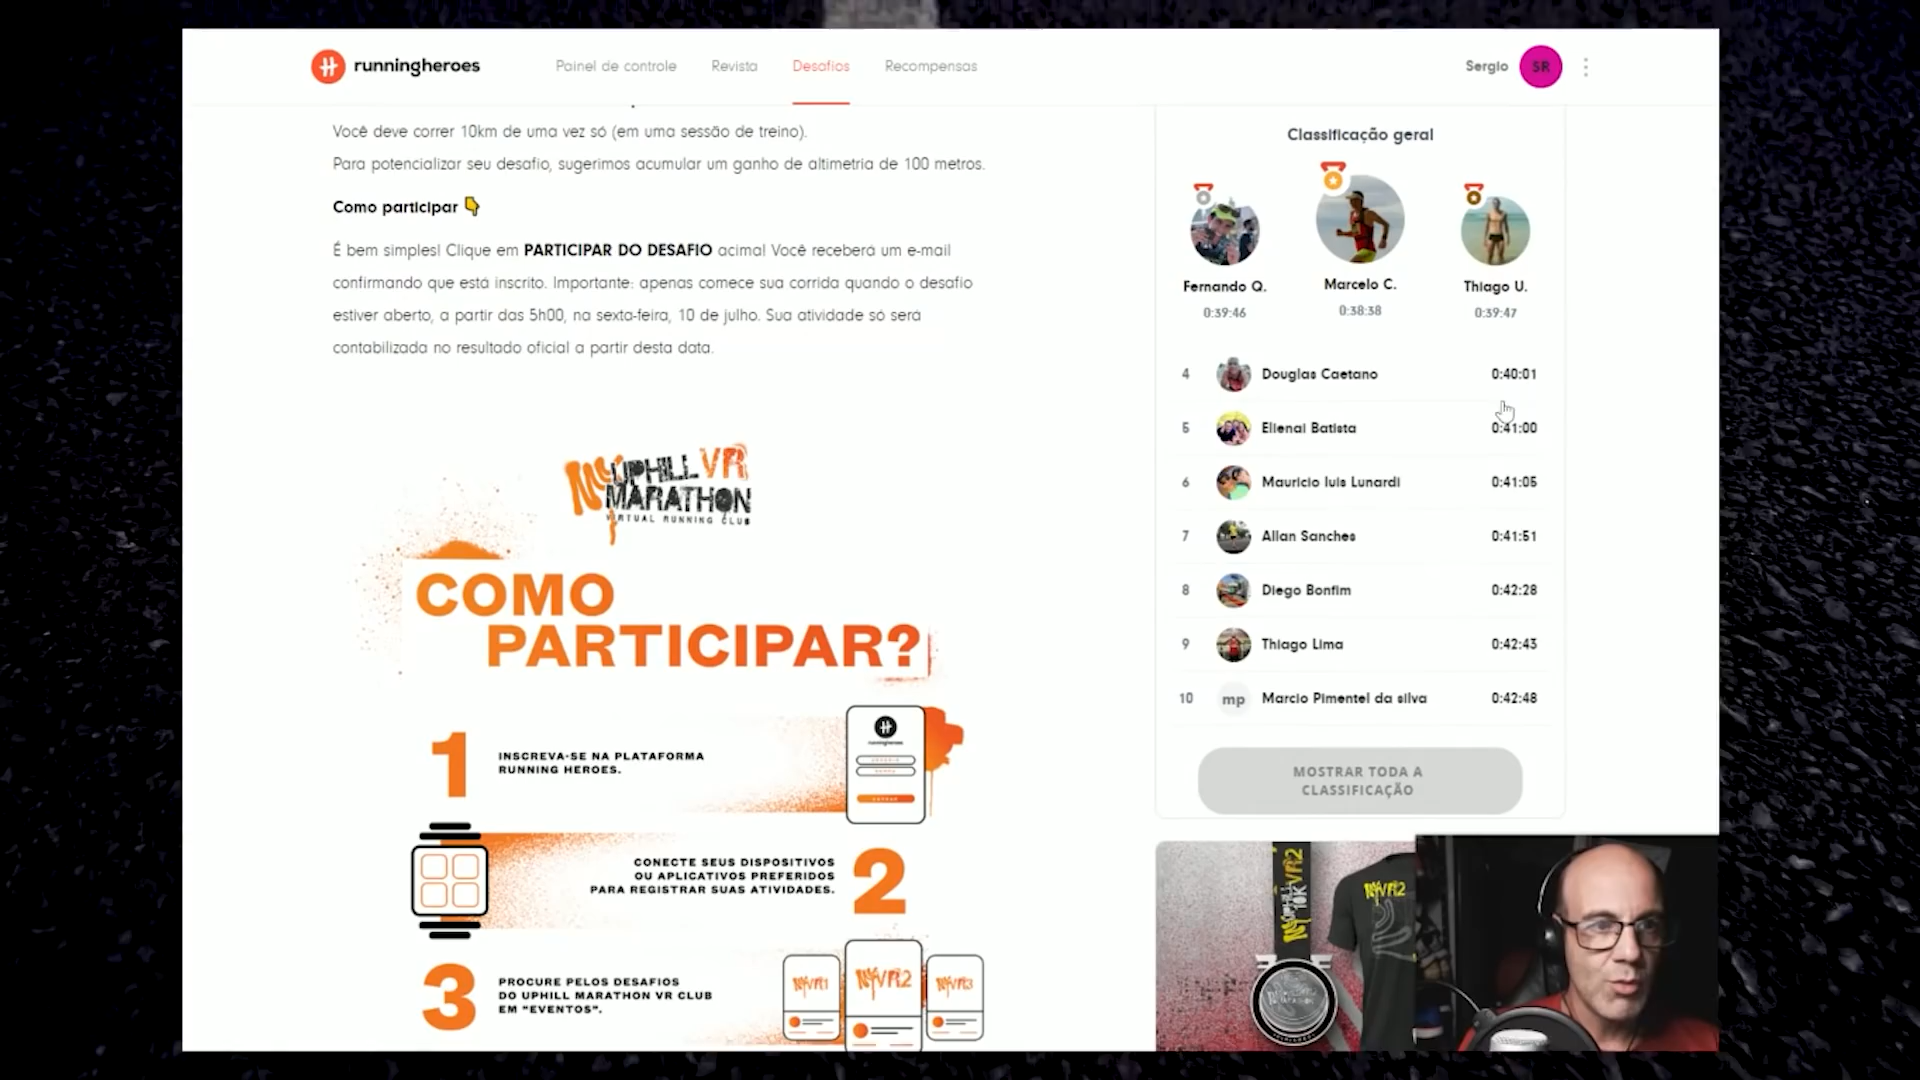 runningheroes
Painel de controle
Revista
Desafios
Recompensas
Sergio
SR
Você deve correr 10km de uma vez só (em uma sessão de treino).
Para potencializar seu desafio, sugerimos acumular um ganho de altimetria de 100 metros.
Como participar
É bem simples! Clique em PARTICIPAR DO DESAFIO acima! Você receberá um e-mail
confirmando que está inscrito. Importante: apenas comece sua corrida quando o desafio
estiver aberto, a partir das 5h00, na sexta-feira, 10 de julho. Sua atividade só será
contabilizada no resultado oficial a partir desta data.
UPHILL VR
MARATHON
VIRTUAL RUNNING CLUB
COMO
PARTICIPAR?
1
INSCREVA-SE NA PLATAFORMA
RUNNING HEROES.
runningheroes
CONECTE SEUS DISPOSITIVOS
OU APLICATIVOS PREFERIDOS
PARA REGISTRAR SUAS ATIVIDADES.
2
3
PROCURE PELOS DESAFIOS
DO UPHILL MARATHON VR CLUB
EM “EVENTOS”.
VR1
VR2
VR3
Classificação geral
Fernando Q.
0:39:46
Marcelo C.
0:38:38
Thiago U.
0:39:47
4 Douglas Caetano 0:40:01
5 Elienai Batista 0:41:00
6 Mauricio luis Lunardi 0:41:05
7 Allan Sanches 0:41:51
8 Diego Bonfim 0:42:28
9 Thiago Lima 0:42:43
10 mp Marcio Pimentel da silva 0:42:48
MOSTRAR TODA A
CLASSIFICAÇÃO
UPHILL
10K VR2
VR2